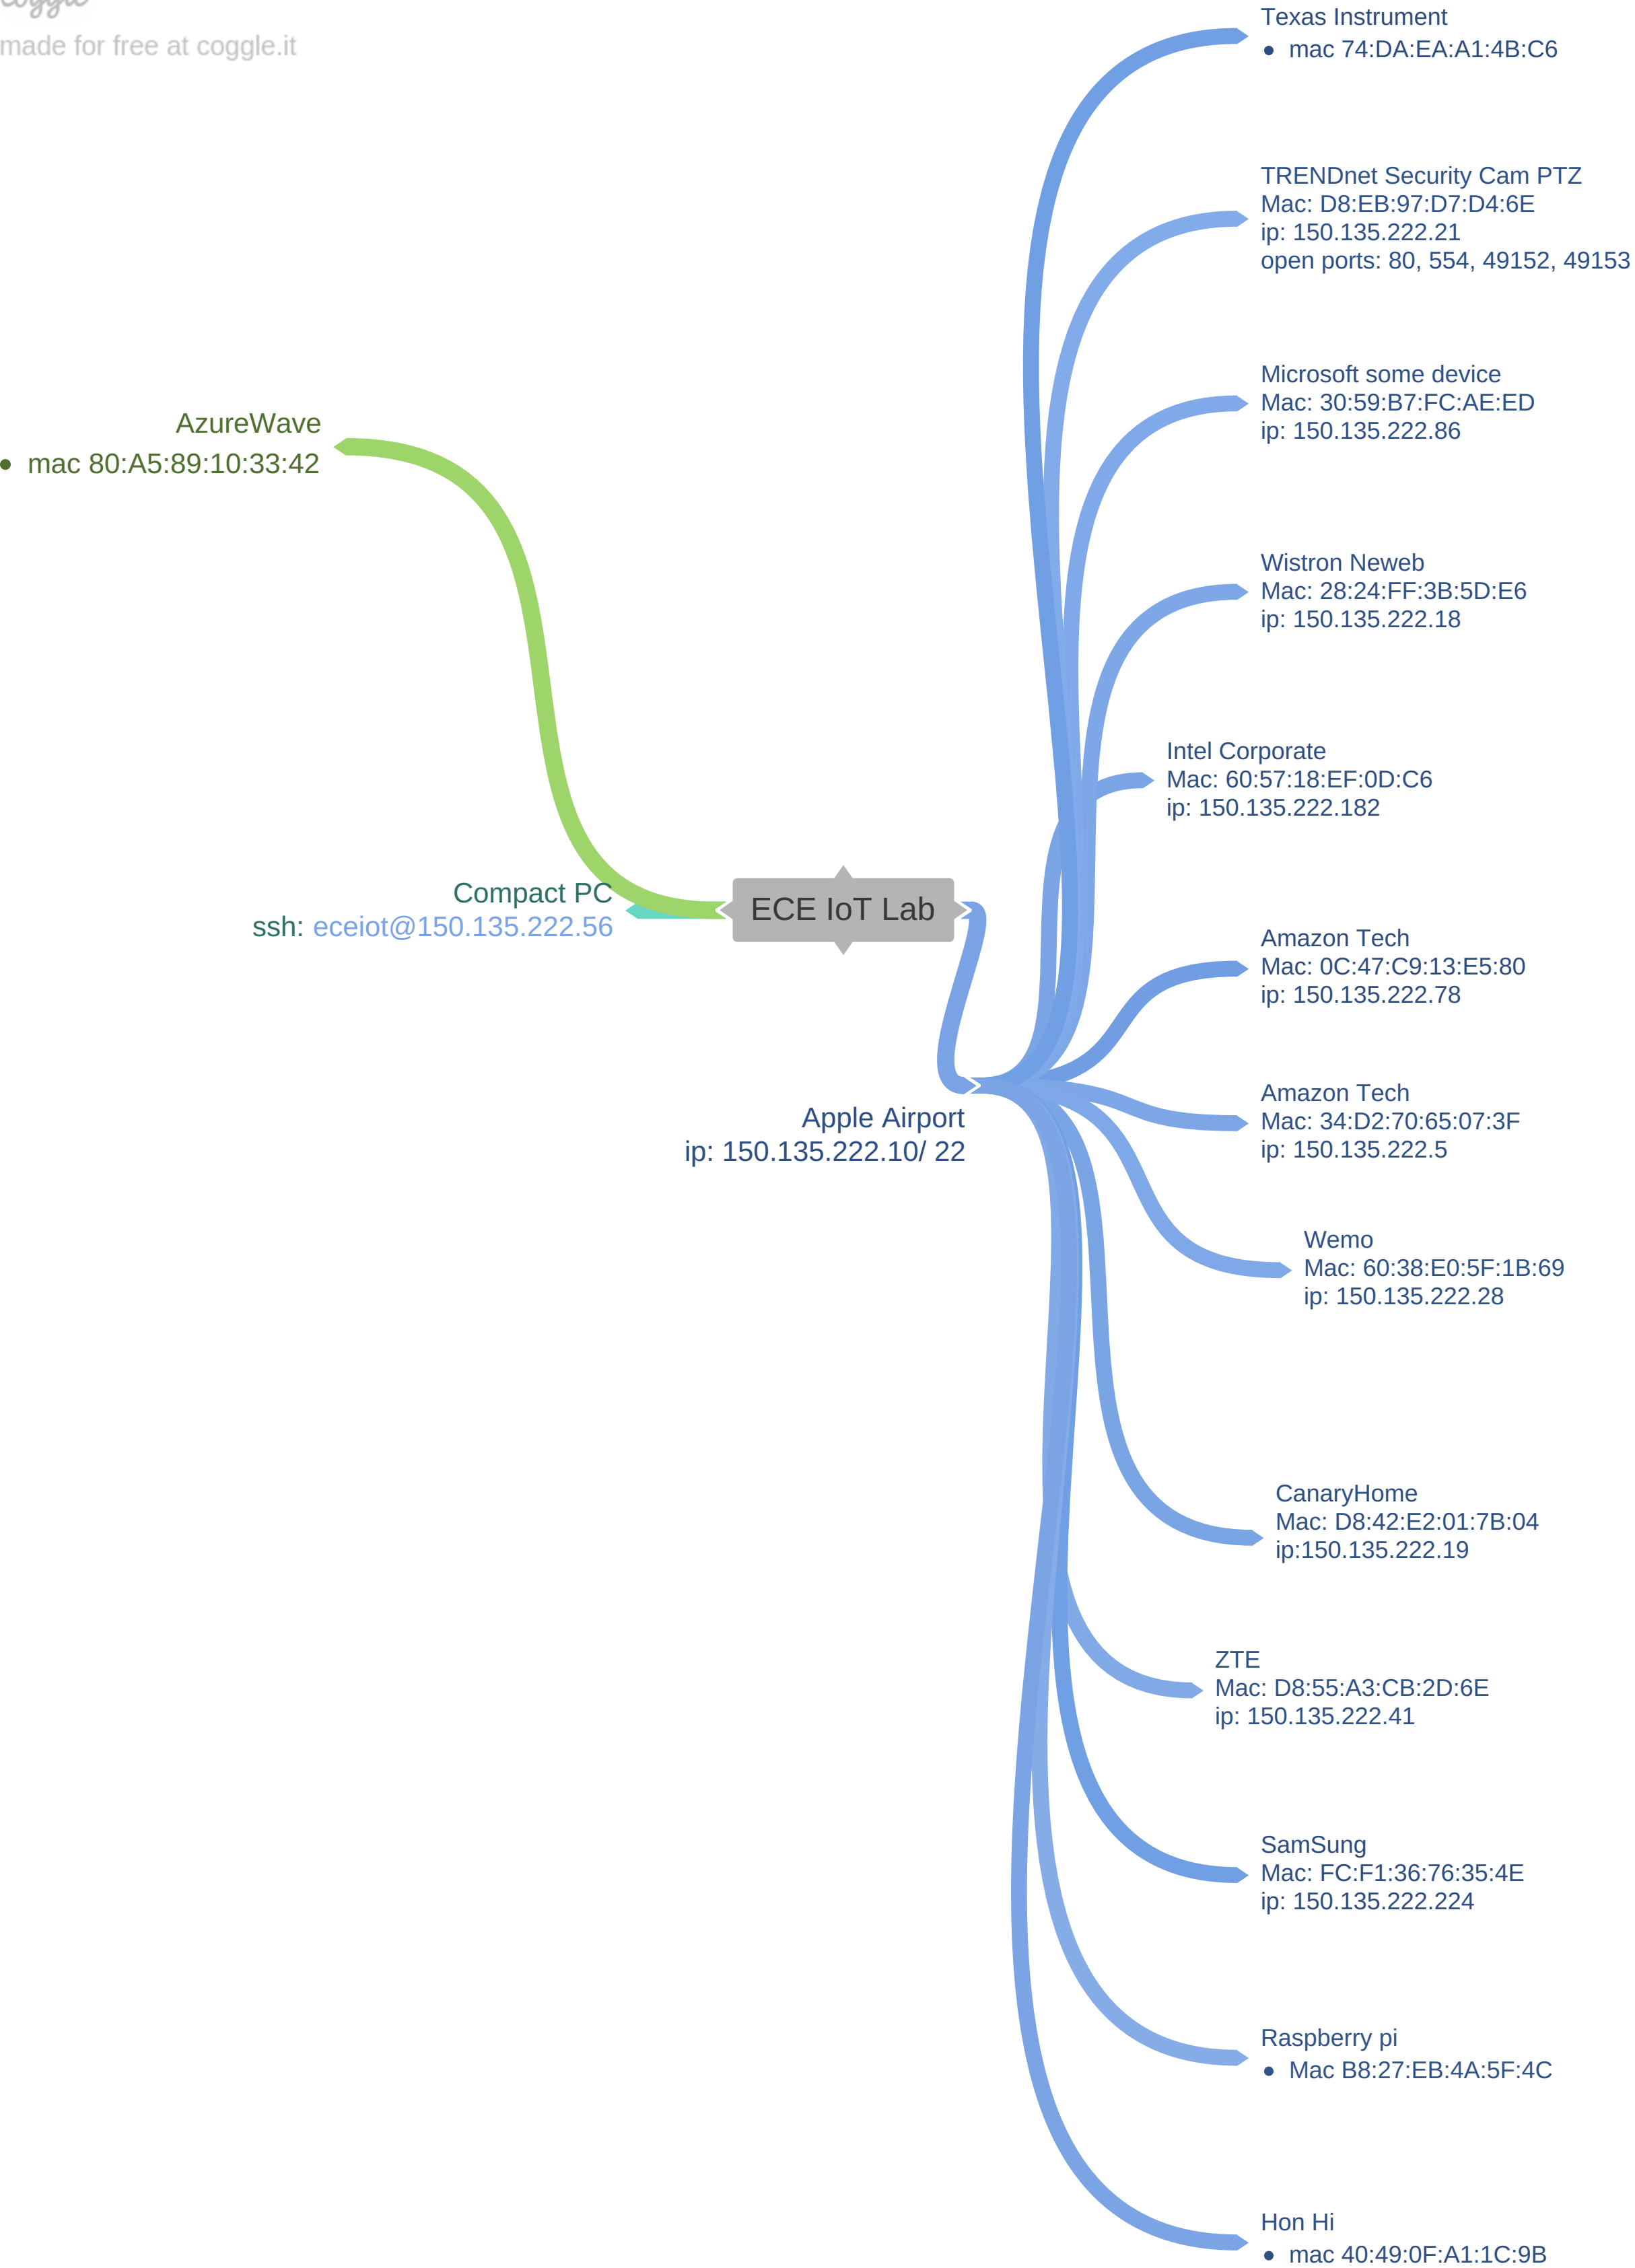 coggle
made for free at coggle.it
Texas Instrument
• mac 74:DA:EA:A1:4B:C6
TRENDnet Security Cam PTZ
Mac: D8:EB:97:D7:D4:6E
ip: 150.135.222.21
open ports: 80, 554, 49152, 49153
Microsoft some device
Mac: 30:59:B7:FC:AE:ED
ip: 150.135.222.86
AzureWave
• mac 80:A5:89:10:33:42
Wistron Neweb
Mac: 28:24:FF:3B:5D:E6
ip: 150.135.222.18
Intel Corporate
Mac: 60:57:18:EF:0D:C6
ip: 150.135.222.182
Compact PC
ssh: eceiot@150.135.222.56
ECE IoT Lab
Amazon Tech
Mac: 0C:47:C9:13:E5:80
ip: 150.135.222.78
Apple Airport
ip: 150.135.222.10/ 22
Amazon Tech
Mac: 34:D2:70:65:07:3F
ip: 150.135.222.5
Wemo
Mac: 60:38:E0:5F:1B:69
ip: 150.135.222.28
CanaryHome
Mac: D8:42:E2:01:7B:04
ip:150.135.222.19
ZTE
Mac: D8:55:A3:CB:2D:6E
ip: 150.135.222.41
SamSung
Mac: FC:F1:36:76:35:4E
ip: 150.135.222.224
Raspberry pi
• Mac B8:27:EB:4A:5F:4C
Hon Hi
• mac 40:49:0F:A1:1C:9B